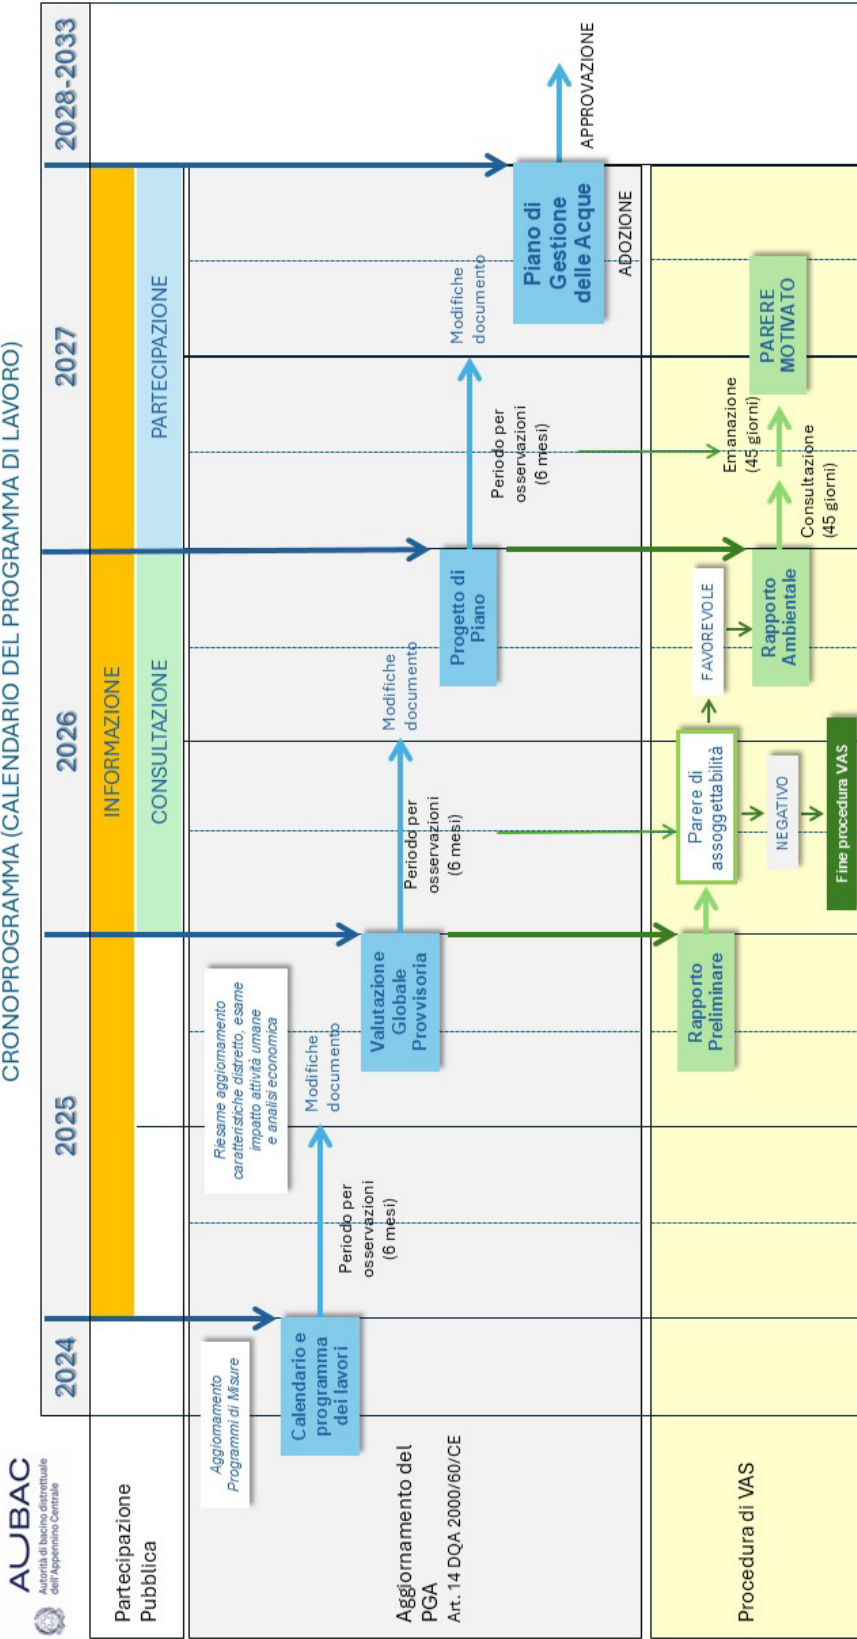 CRONOPROGRAMMA (CALENDARIO DEL PROGRAMMA DI LAVORO)
AUBAC
Autorità di bacino distrettuale
dell'Appennino Centrale
2024
2025
2026
2027
2028-2033
Partecipazione
Pubblica
INFORMAZIONE
CONSULTAZIONE
PARTECIPAZIONE
Aggiornamento del
PGA
Art. 14 DQA 2000/60/CE
Aggiornamento
Programmi di Misure
Calendario e
programma
dei lavori
Periodo per
osservazioni
(6 mesi)
Modifiche
documento
Riesame aggiornamento
caratteristiche distretto, esame
impatto attività umane
e analisi economica
Valutazione
Globale
Provvisoria
Periodo per
osservazioni
(6 mesi)
Modifiche
documento
Progetto di
Piano
Periodo per
osservazioni
(6 mesi)
Modifiche
documento
Piano di
Gestione
delle Acque
ADOZIONE
APPROVAZIONE
Procedura di VAS
Rapporto
Preliminare
Parere di
assoggettabilità
NEGATIVO
Fine procedura VAS
FAVOREVOLE
Rapporto
Ambientale
Consultazione
(45 giorni)
Emanazione
(45 giorni)
PARERE
MOTIVATO